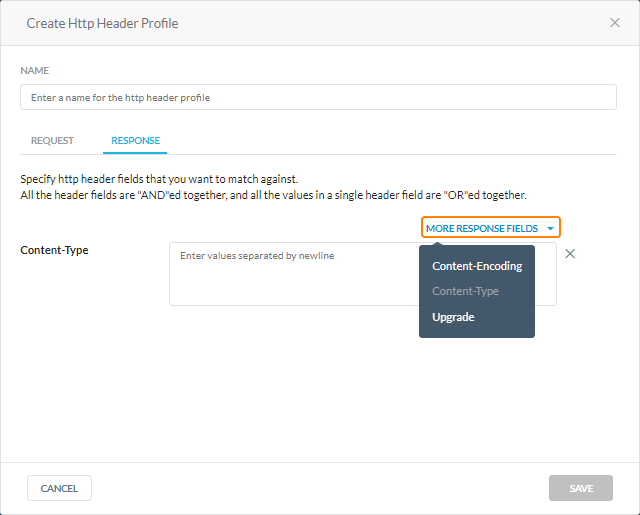 Create Http Header Profile
NAME
Enter a name for the http header profile
REQUEST RESPONSE
Specify http header fields that you want to match against.
All the header fields are "AND"ed together, and all the values in a single header field are "OR"ed together.
MORE RESPONSE FIELDS
Content-Type
Enter values separated by newline
Content-Encoding
Content-Type
Upgrade
CANCEL SAVE